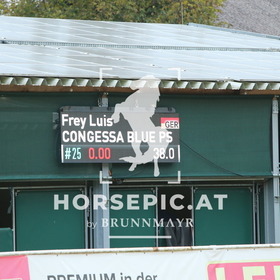 Frey Luis
GER
CONGESSA BLUE PS
#25 0.00 38.0
HORSEPIC.AT
by BRUNNMAYR
PREMIUM in der